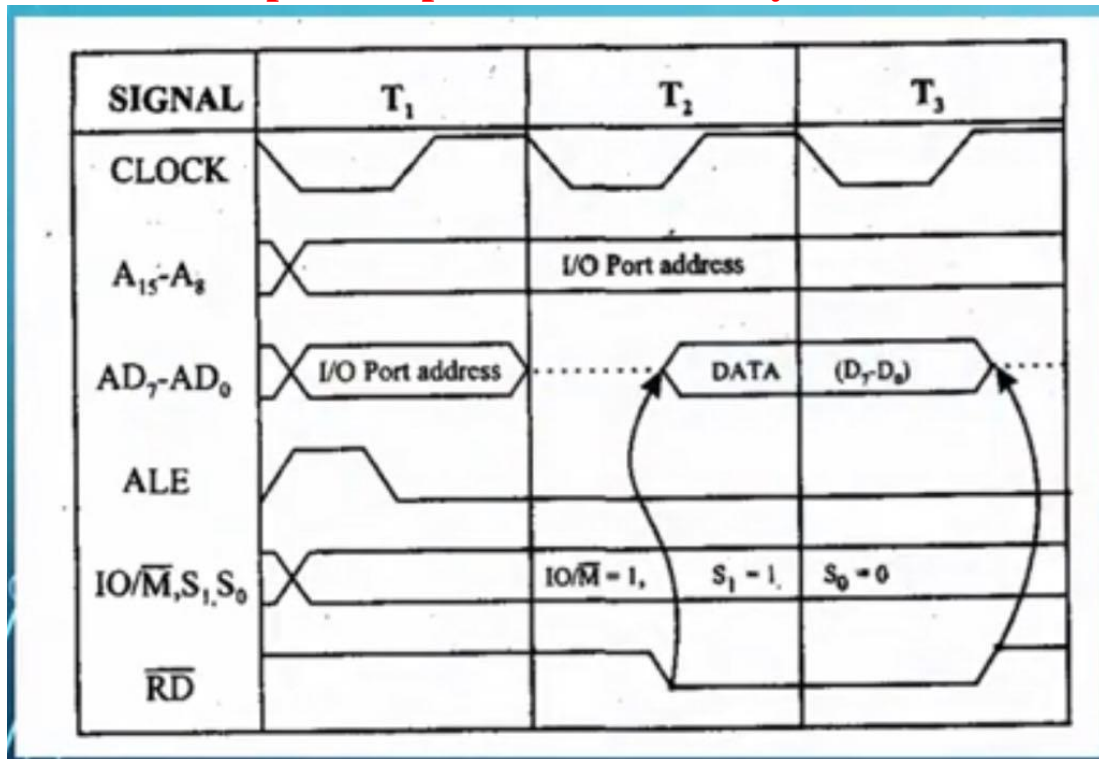 SIGNAL T₁ T₂ T₃
CLOCK
A₁₅-A₈ I/O Port address
AD₇-AD₀ I/O Port address DATA (D₇-D₀)
ALE
IO/M̅,S₁,S₀ IO/M̅ = 1, S₁ = 1, S₀ = 0
R̅D̅